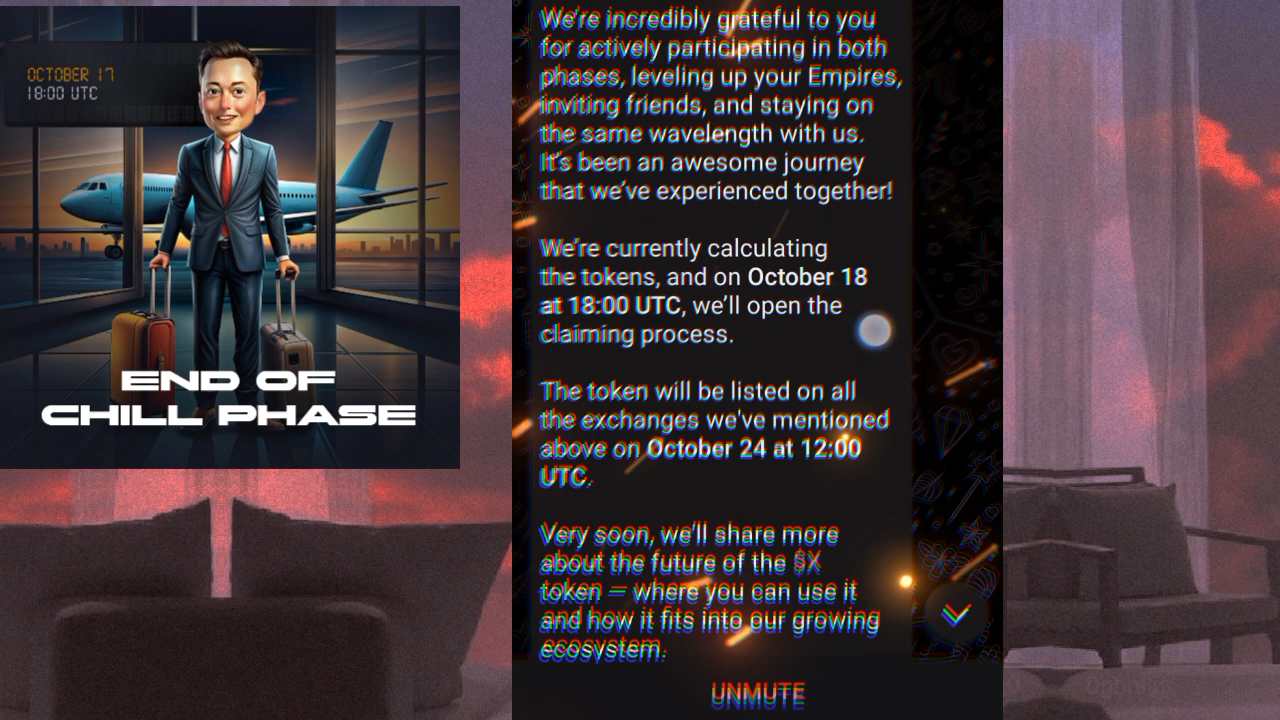 OCTOBER 17
18:00 UTC
END OF
CHILL PHASE
We're incredibly grateful to you
for actively participating in both
phases, leveling up your Empires,
inviting friends, and staying on
the same wavelength with us.
It's been an awesome journey
that we've experienced together!
We're currently calculating
the tokens, and on October 18
at 18:00 UTC, we'll open the
claiming process.
The token will be listed on all
the exchanges we've mentioned
above on October 24 at 12:00
UTC.
Very soon, we'll share more
about the future of the $X
token — where you can use it
and how it fits into our growing
ecosystem.
UNMUTE